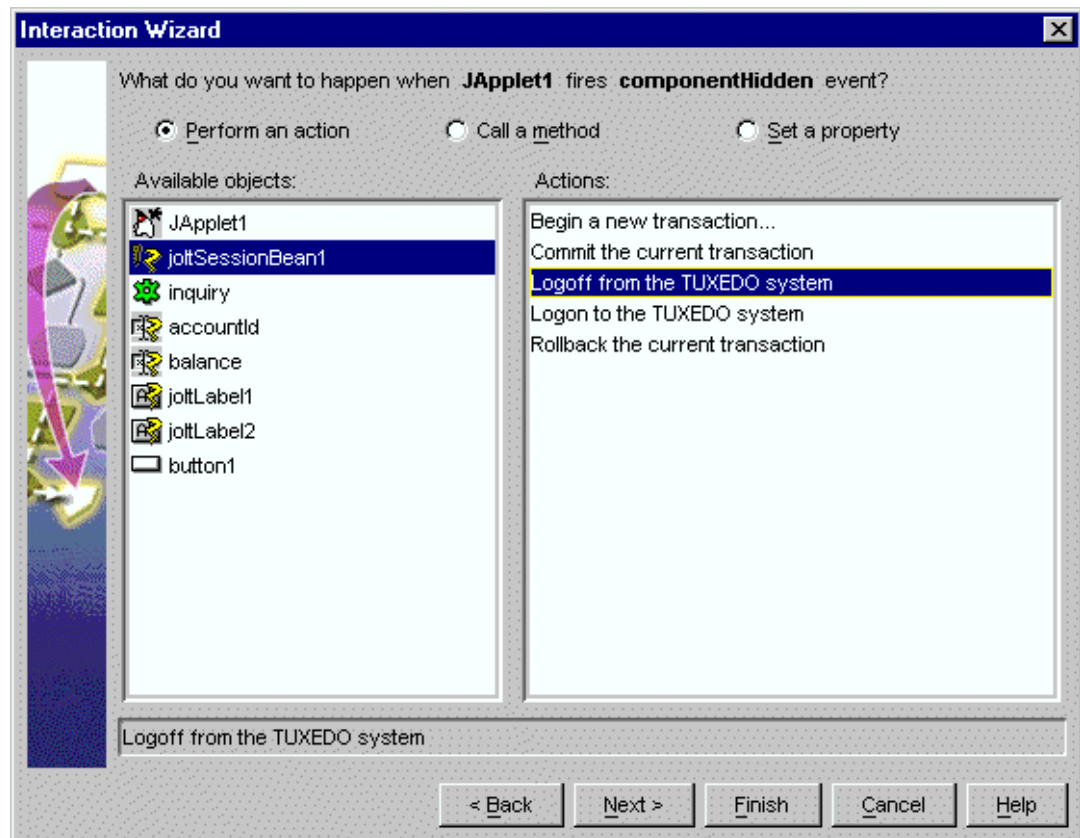 Interaction Wizard
What do you want to happen when JApplet1 fires componentHidden event?
Perform an action
Call a method
Set a property
Available objects:
JApplet1
joltSessionBean1
inquiry
accountId
balance
joltLabel1
joltLabel2
button1
Actions:
Begin a new transaction...
Commit the current transaction
Logoff from the TUXEDO system
Logon to the TUXEDO system
Rollback the current transaction
Logoff from the TUXEDO system
< Back
Next >
Finish
Cancel
Help